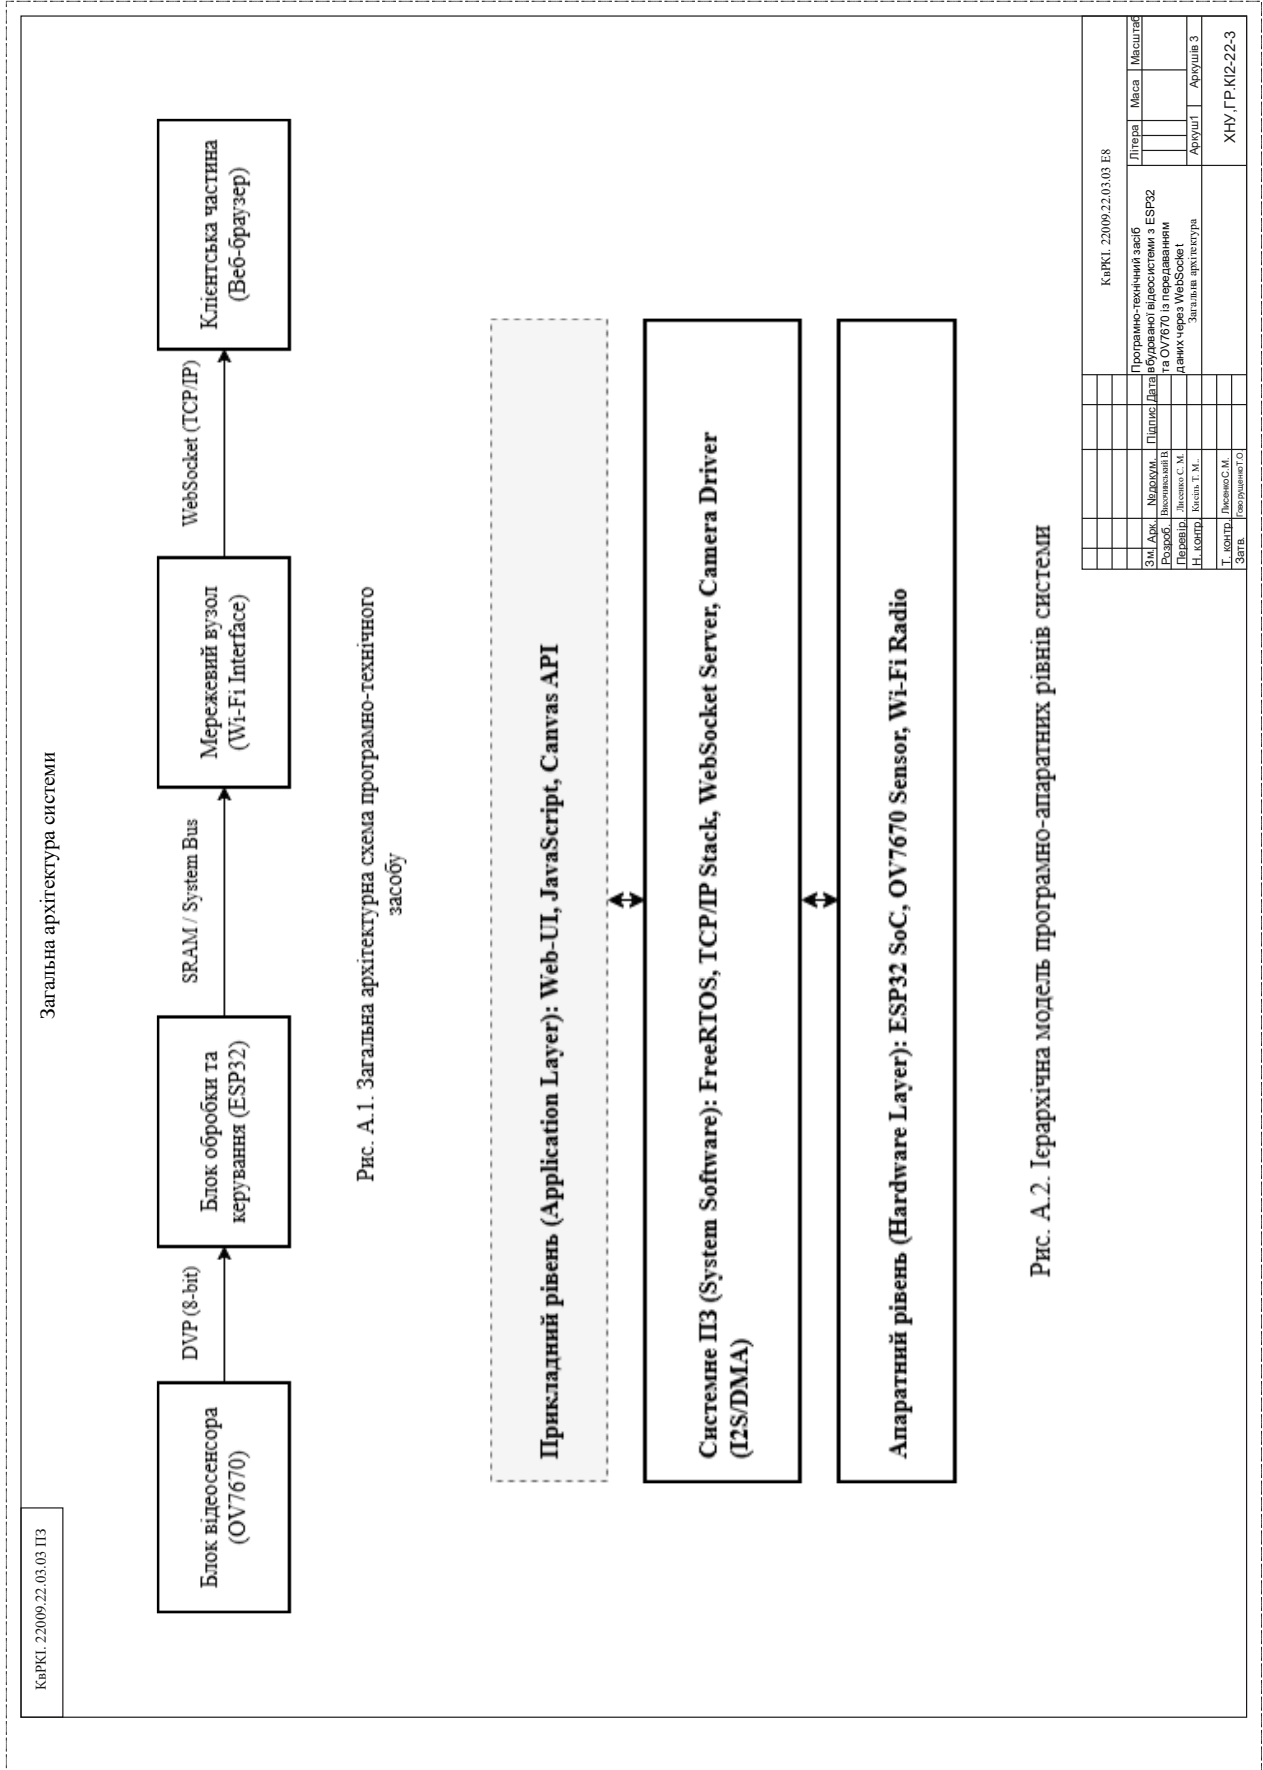 КвРКІ. 22009.22.03.03 ПЗ
Загальна архітектура системи
Блок відеосенсора
(OV7670)
DVP (8-bit)
Блок обробки та
керування (ESP32)
SRAM / System Bus
Мережевий вузол
(Wi-Fi Interface)
WebSocket (TCP/IP)
Клієнтська частина
(Веб-браузер)
Рис. А.1. Загальна архітектурна схема програмно-технічного
засобу
Прикладний рівень (Application Layer): Web-UI, JavaScript, Canvas API
Системне ПЗ (System Software): FreeRTOS, TCP/IP Stack, WebSocket Server, Camera Driver
(I2S/DMA)
Апаратний рівень (Hardware Layer): ESP32 SoC, OV7670 Sensor, Wi-Fi Radio
Рис. А.2. Ієрархічна модель програмно-апаратних рівнів системи
КвРКІ. 22009.22.03.03 Е8
Зм. Арк. №докум. Підпис Дата
Розроб. Височинський В
Перевір. Лисенко С. М.
Н. контр. Кисіль Т. М..
Т. контр. Лисенко С.М.
Затв. Говорущенко Т.О.
Програмно-технічний засіб
вбудованої відеосистеми з ESP32
та OV7670 із передаванням
даних через WebSocket
Загальна архітектура
Літера Маса Масштаб
Аркуш1 Аркушів 3
ХНУ,ГР.КІ2-22-3